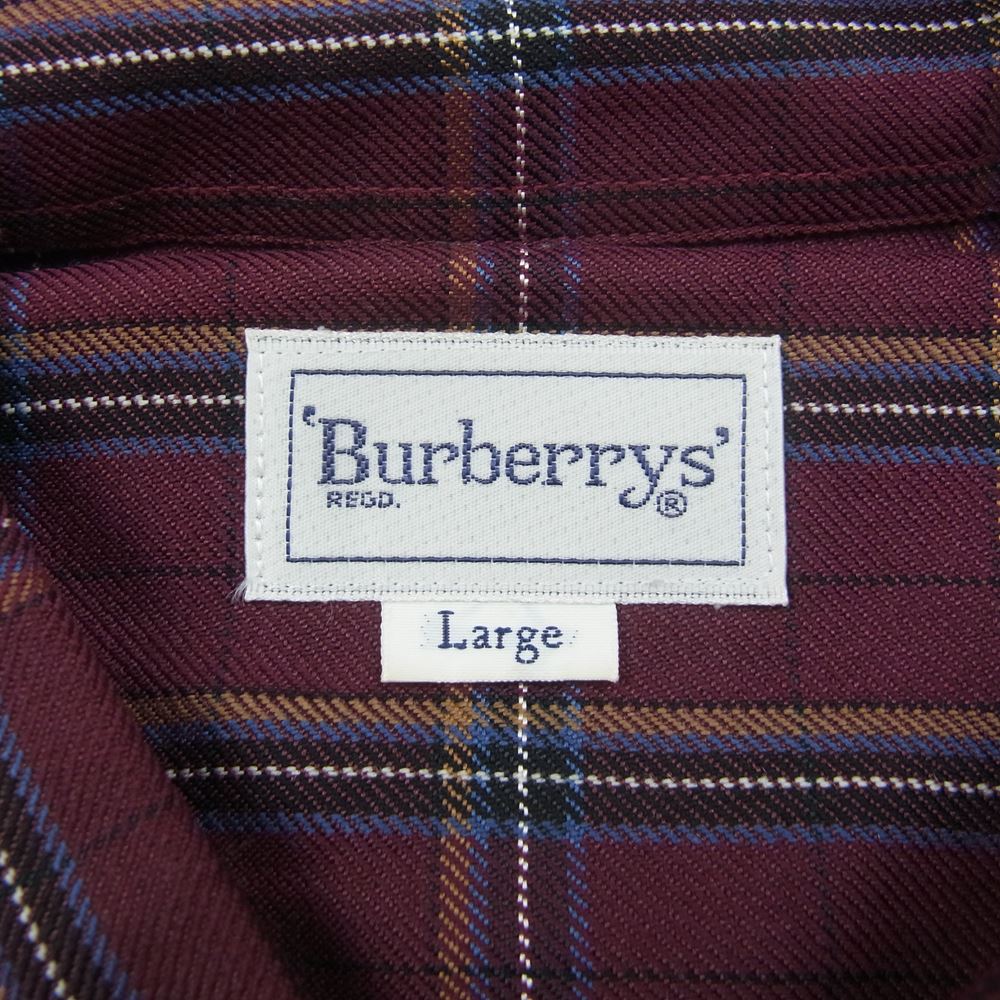 'Burberrys'
REGD. ®
Large